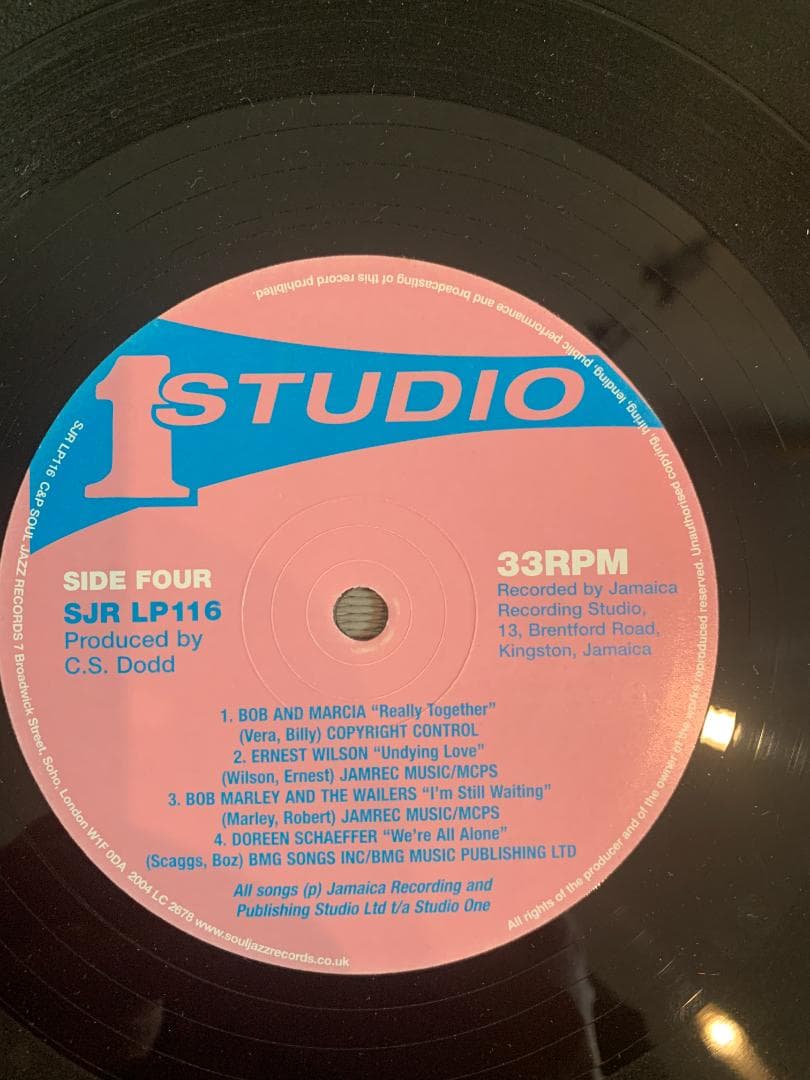 1 STUDIO
SIDE FOUR
SJR LP116
Produced by
C.S. Dodd
33RPM
Recorded by Jamaica
Recording Studio,
13, Brentford Road,
Kingston, Jamaica
1. BOB AND MARCIA “Really Together”
(Vera, Billy) COPYRIGHT CONTROL
2. ERNEST WILSON “Undying Love”
(Wilson, Ernest) JAMREC MUSIC/MCPS
3. BOB MARLEY AND THE WAILERS “I'm Still Waiting”
(Marley, Robert) JAMREC MUSIC/MCPS
4. DOREEN SCHAEFFER “We're All Alone”
(Scaggs, Boz) BMG SONGS INC/BMG MUSIC PUBLISHING LTD
All songs (p) Jamaica Recording and
Publishing Studio Ltd t/a Studio One
SJR LP116 C&P SOUL JAZZ RECORDS 7 Broadwick Street, Soho, London W1F 0DA 2004 LC 2678 www.souljazzrecords.co.uk
All rights of the producer and of the owner of the works reproduced reserved. Unauthorised copying, hiring, lending, public performance and broadcasting of this record prohibited.